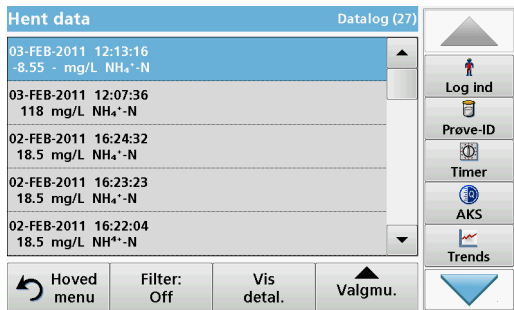 Hent data
Datalog (27)
03-FEB-2011 12:13:16
-8.55 - mg/L NH₄⁺-N
03-FEB-2011 12:07:36
118 mg/L NH₄⁺-N
02-FEB-2011 16:24:32
18.5 mg/L NH₄⁺-N
02-FEB-2011 16:23:23
18.5 mg/L NH₄⁺-N
02-FEB-2011 16:22:04
18.5 mg/L NH⁴⁺-N
Hoved
menu
Filter:
Off
Vis
detal.
Valgmu.
Log ind
Prøve-ID
Timer
AKS
Trends